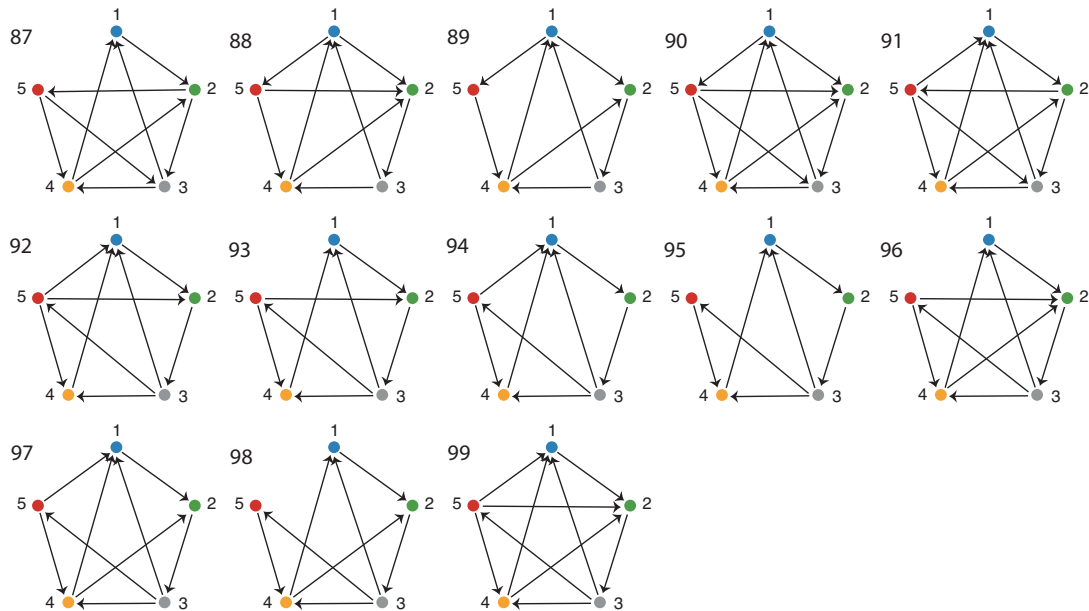 1 1 1 1 1
87 88 89 90 91
5 2 5 2 5 2 5 2 5 2
4 3 4 3 4 3 4 3 4 3
1 1 1 1 1
92 93 94 95 96
5 2 5 2 5 2 5 2 5 2
4 3 4 3 4 3 4 3 4 3
1 1 1
97 98 99
5 2 5 2 5 2
4 3 4 3 4 3